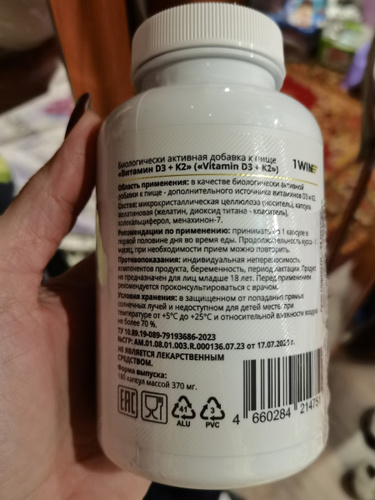 Биологически активная добавка к пище
«Витамин D3 + K2» («Vitamin D3 + K2»)
1WIN
Область применения: в качестве биологически активной
добавки к пище - дополнительного источника витаминов D3 и
Состав: микрокристаллическая целлюлоза (носитель), капсула
желатиновая (желатин, диоксид титана - краситель),
холекальциферол, менахинон-7.
Рекомендации по применению: принимать по 1 капсуле в
первой половине дня во время еды. Продолжительность курса - 1
месяц, при необходимости прием можно повторить.
Противопоказания: индивидуальная непереносимость
компонентов продукта, беременность, период лактации. Продукт
не предназначен для лиц младше 18 лет. Перед применением
рекомендуется проконсультироваться с врачом.
Условия хранения: в защищенном от попадания прямых
солнечных лучей и недоступном для детей месте, при
температуре от +5°C до +25°C и относительной влажности воздуха
не более 70 %.
ТУ 10.89.19-089-79193686-2023
№СГР: AM.01.08.01.003.R.000136.07.23 от 17.07.2023 г.
НЕ ЯВЛЯЕТСЯ ЛЕКАРСТВЕННЫМ
СРЕДСТВОМ.
Форма выпуска:
180 капсул массой 370 мг.
EAC
41
ALU
3
PVC
4 660284 21475